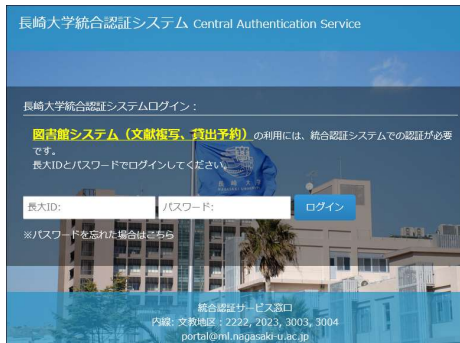 長崎大学統合認証システム Central Authentication Service
長崎大学統合認証システムログイン：
図書館システム（文献複写、貸出予約）の利用には、統合認証システムでの認証が必要
です。
長大IDとパスワードでログインしてください。
長崎大学
長大ID: パスワード: ログイン
※パスワードを忘れた場合はこちら
統合認証サービス窓口
内線: 文教地区 : 2222, 2023, 3003, 3004
portal@ml.nagasaki-u.ac.jp